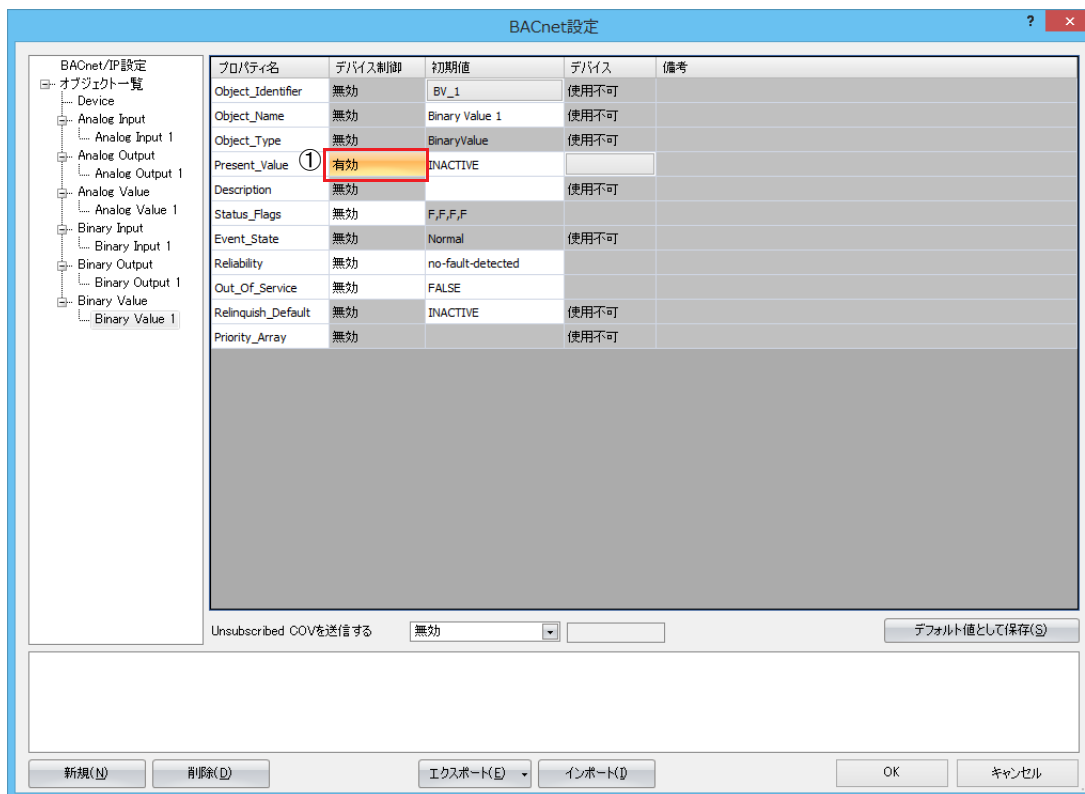 BACnet設定
?
×
BACnet/IP設定
オブジェクト一覧
Device
Analog Input
Analog Input 1
Analog Output
Analog Output 1
Analog Value
Analog Value 1
Binary Input
Binary Input 1
Binary Output
Binary Output 1
Binary Value
Binary Value 1
プロパティ名 デバイス制御 初期値 デバイス 備考
Object_Identifier 無効 BV_1 使用不可
Object_Name 無効 Binary Value 1 使用不可
Object_Type 無効 BinaryValue 使用不可
Present_Value ① 有効 INACTIVE
Description 無効 使用不可
Status_Flags 無効 F,F,F,F
Event_State 無効 Normal 使用不可
Reliability 無効 no-fault-detected
Out_Of_Service 無効 FALSE
Relinquish_Default 無効 INACTIVE 使用不可
Priority_Array 無効 使用不可
Unsubscribed COVを送信する 無効 デフォルト値として保存(S)
新規(N) 削除(D) エクスポート(E) インポート(I) OK キャンセル